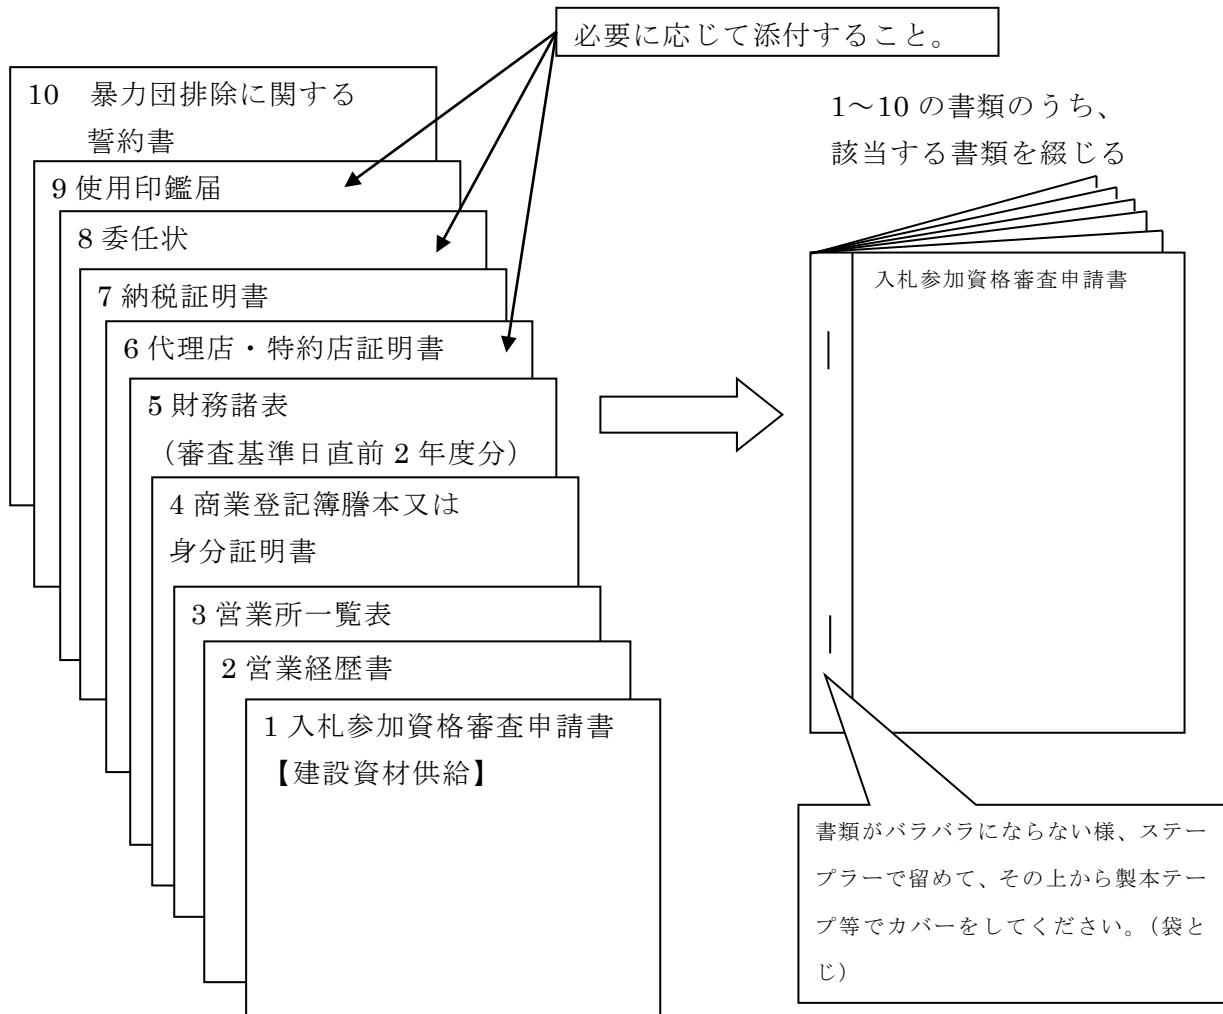 必要に応じて添付すること。
10 暴力団排除に関する
誓約書
9 使用印鑑届
8 委任状
7 納税証明書
6 代理店・特約店証明書
5 財務諸表
（審査基準日直前 2 年度分）
4 商業登記簿謄本又は
身分証明書
3 営業所一覧表
2 営業経歴書
1 入札参加資格審査申請書
【建設資材供給】
1～10 の書類のうち、
該当する書類を綴じる
入札参加資格審査申請書
書類がバラバラにならない様、ステー
プラーで留めて、その上から製本テー
プ等でカバーをしてください。（袋と
じ）